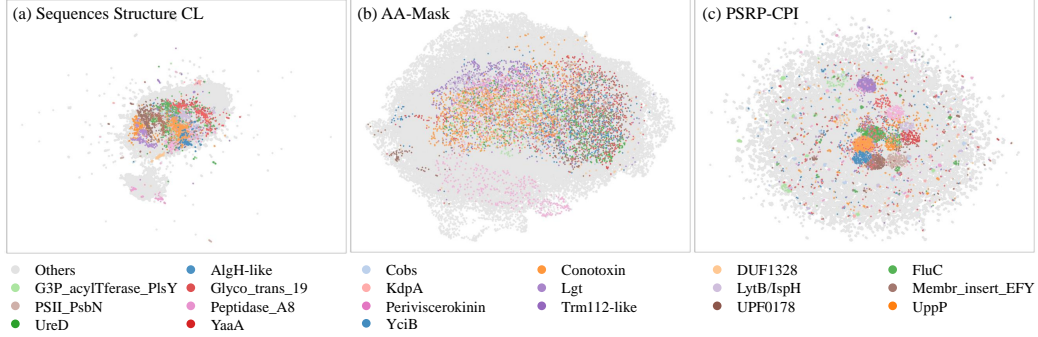 (a) Sequences Structure CL (b) AA-Mask (c) PSRP-CPI
Others AlgH-like Cobs Conotoxin DUF1328 FluC
G3P_acylTferase_PlsY Glyco_trans_19 KdpA Lgt LytB/IspH Membr_insert_EFY
PSII_PsbN Peptidase_A8 Periviscerokinin Trm112-like UPF0178 UppP
UreD YaaA YciB